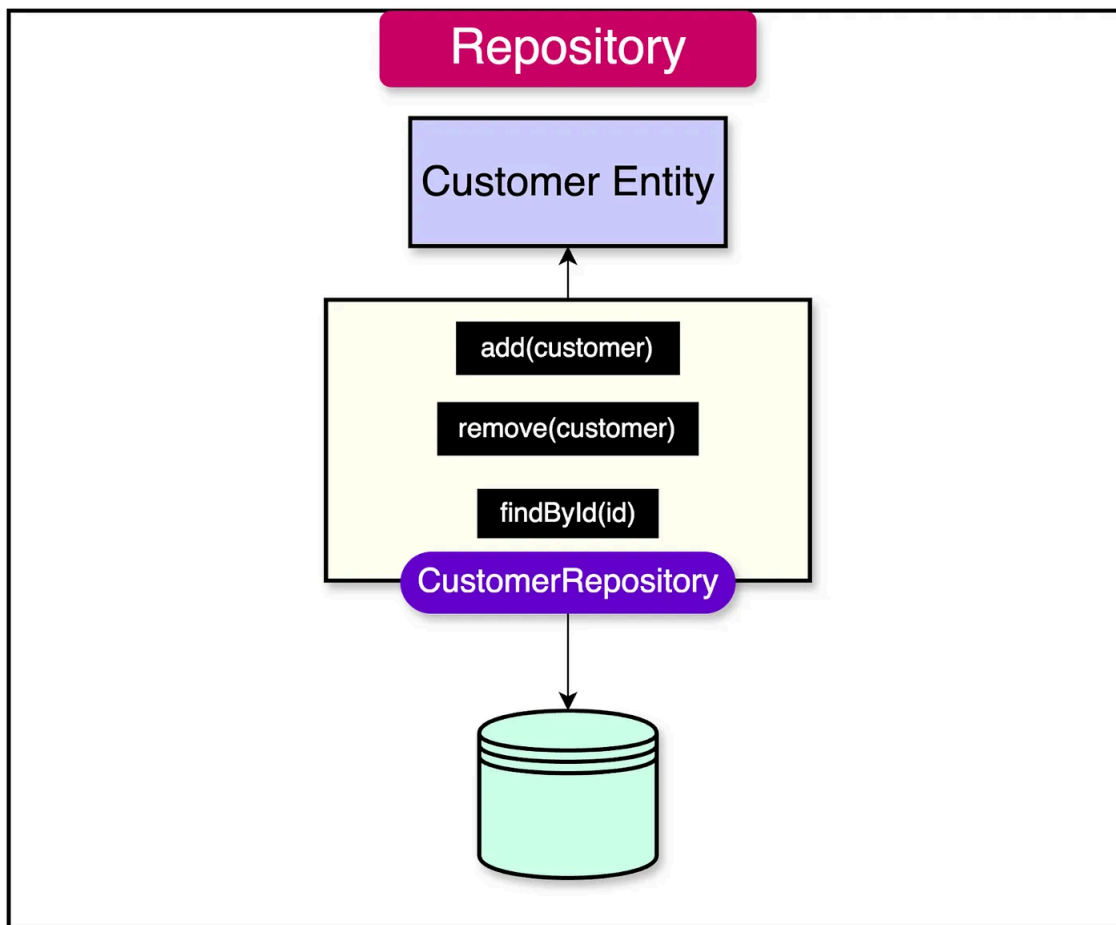 Repository
Customer Entity
add(customer)
remove(customer)
findById(id)
CustomerRepository